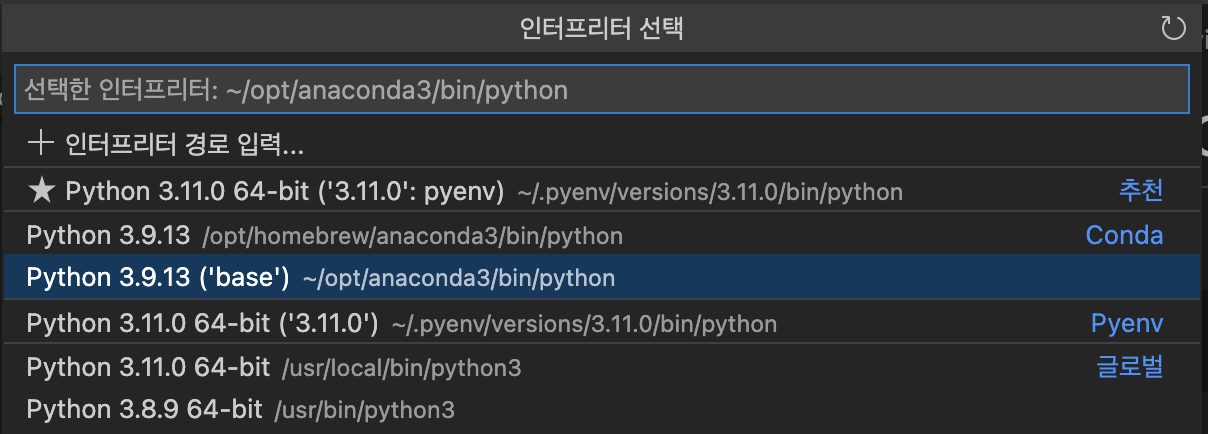 인터프리터 선택
선택한 인터프리터: ~/opt/anaconda3/bin/python
인터프리터 경로 입력...
Python 3.11.0 64-bit ('3.11.0': pyenv) ~/.pyenv/versions/3.11.0/bin/python 추천
Python 3.9.13 /opt/homebrew/anaconda3/bin/python Conda
Python 3.9.13 ('base') ~/opt/anaconda3/bin/python
Python 3.11.0 64-bit ('3.11.0') ~/.pyenv/versions/3.11.0/bin/python Pyenv
Python 3.11.0 64-bit /usr/local/bin/python3 글로벌
Python 3.8.9 64-bit /usr/bin/python3